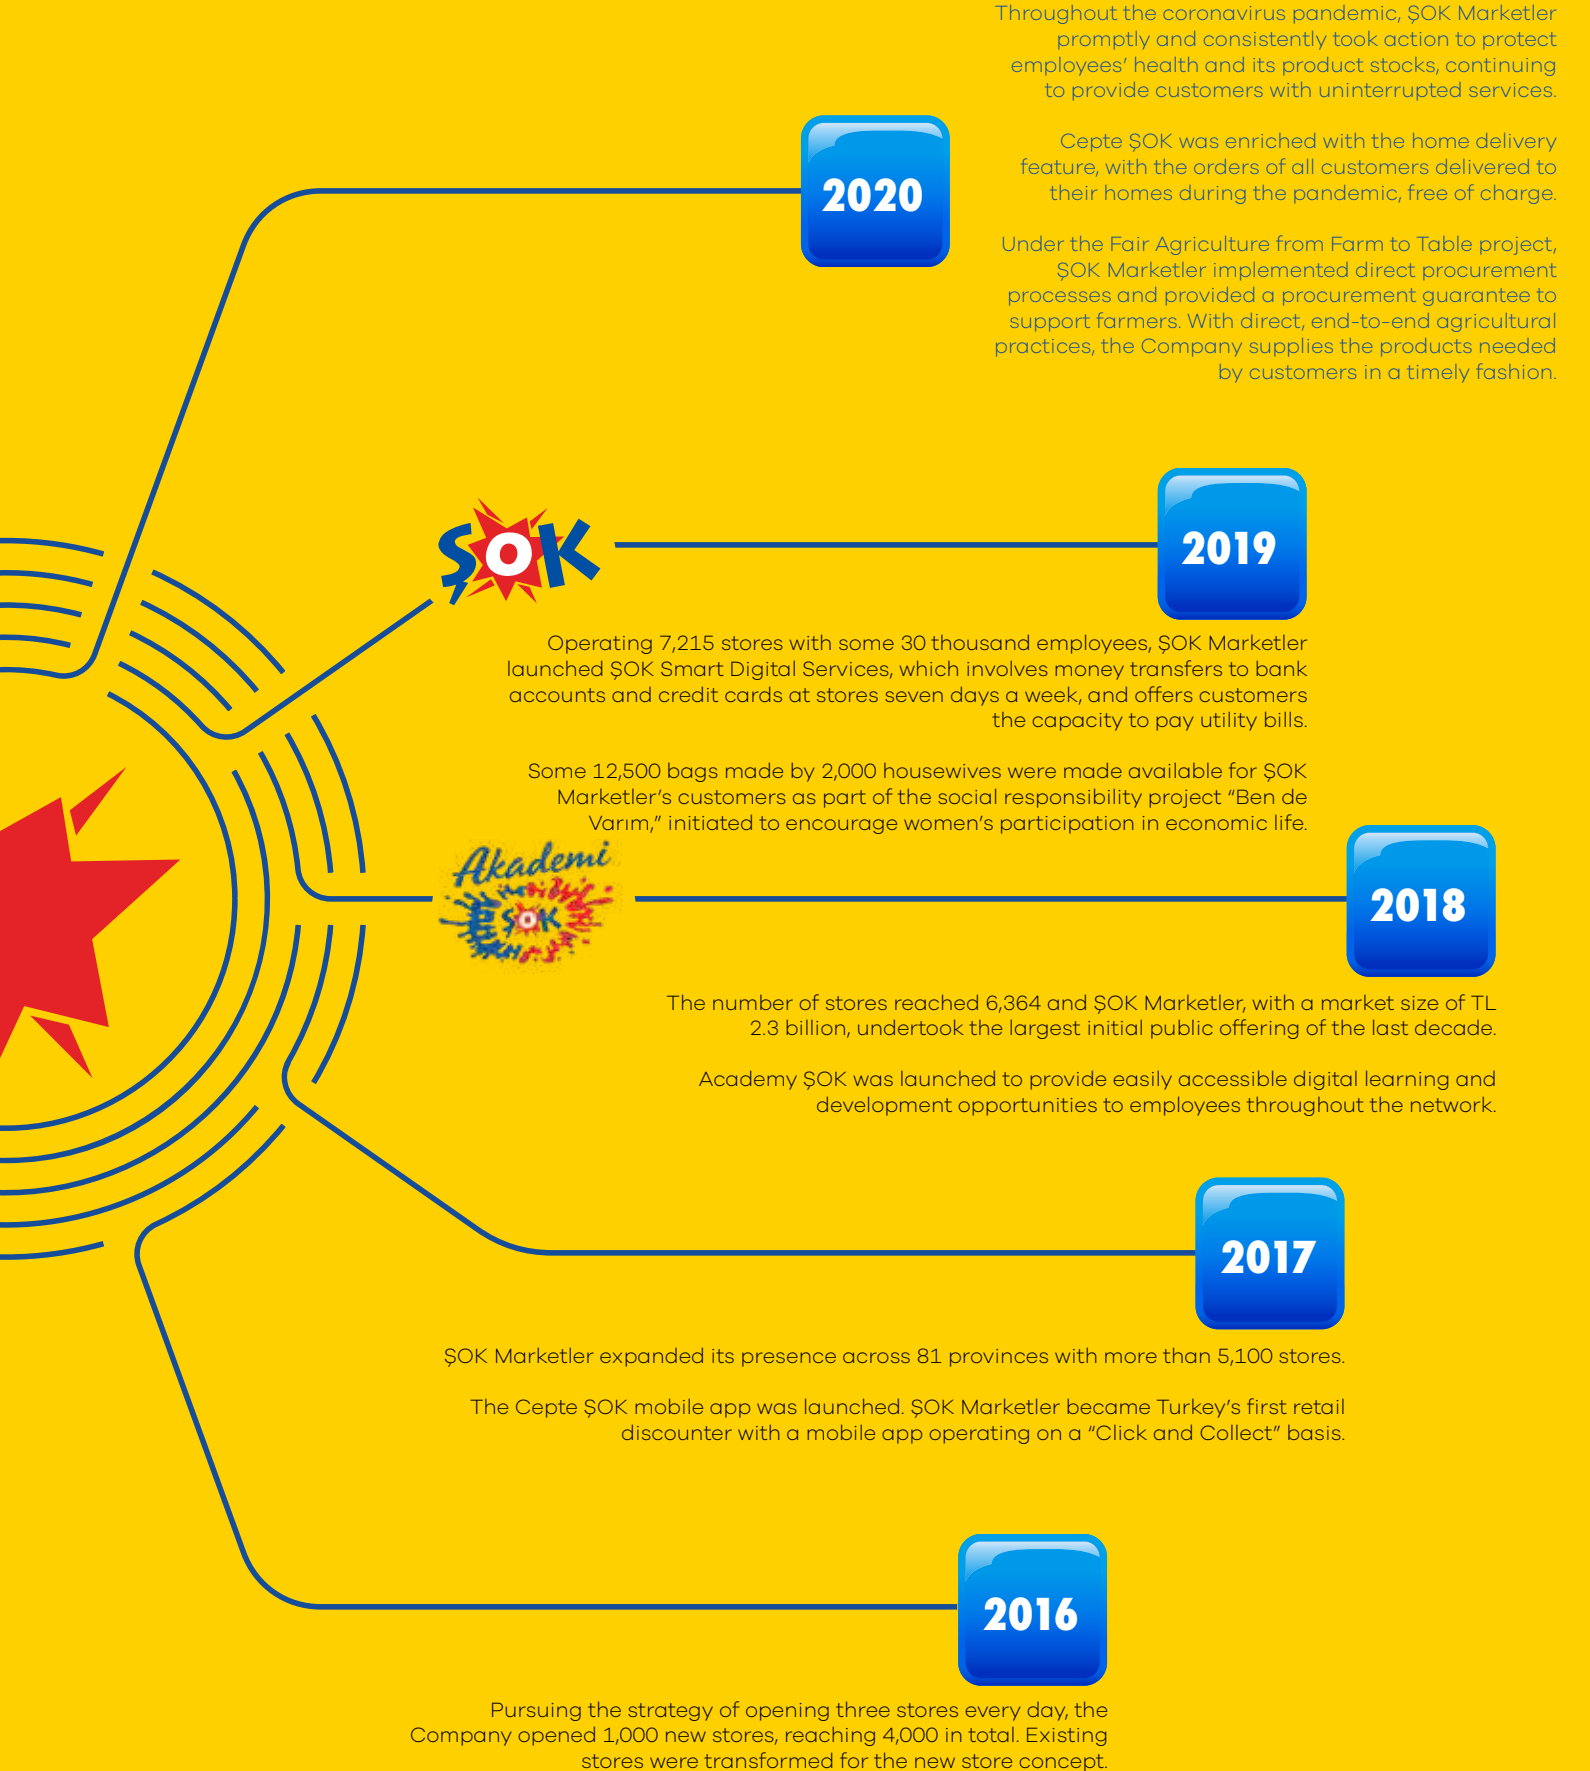 Throughout the coronavirus pandemic, ŞOK Marketler
promptly and consistently took action to protect
employees’ health and its product stocks, continuing
to provide customers with uninterrupted services.
Cepte ŞOK was enriched with the home delivery
feature, with the orders of all customers delivered to
their homes during the pandemic, free of charge.
Under the Fair Agriculture from Farm to Table project,
ŞOK Marketler implemented direct procurement
processes and provided a procurement guarantee to
support farmers. With direct, end-to-end agricultural
practices, the Company supplies the products needed
by customers in a timely fashion.
2020
ŞOK
2019
Operating 7,215 stores with some 30 thousand employees, ŞOK Marketler
launched ŞOK Smart Digital Services, which involves money transfers to bank
accounts and credit cards at stores seven days a week, and offers customers
the capacity to pay utility bills.
Some 12,500 bags made by 2,000 housewives were made available for ŞOK
Marketler’s customers as part of the social responsibility project “Ben de
Varım,” initiated to encourage women’s participation in economic life.
Akademi
ŞOK
2018
The number of stores reached 6,364 and ŞOK Marketler, with a market size of TL
2.3 billion, undertook the largest initial public offering of the last decade.
Academy ŞOK was launched to provide easily accessible digital learning and
development opportunities to employees throughout the network.
2017
ŞOK Marketler expanded its presence across 81 provinces with more than 5,100 stores.
The Cepte ŞOK mobile app was launched. ŞOK Marketler became Turkey’s first retail
discounter with a mobile app operating on a “Click and Collect” basis.
2016
Pursuing the strategy of opening three stores every day, the
Company opened 1,000 new stores, reaching 4,000 in total. Existing
stores were transformed for the new store concept.